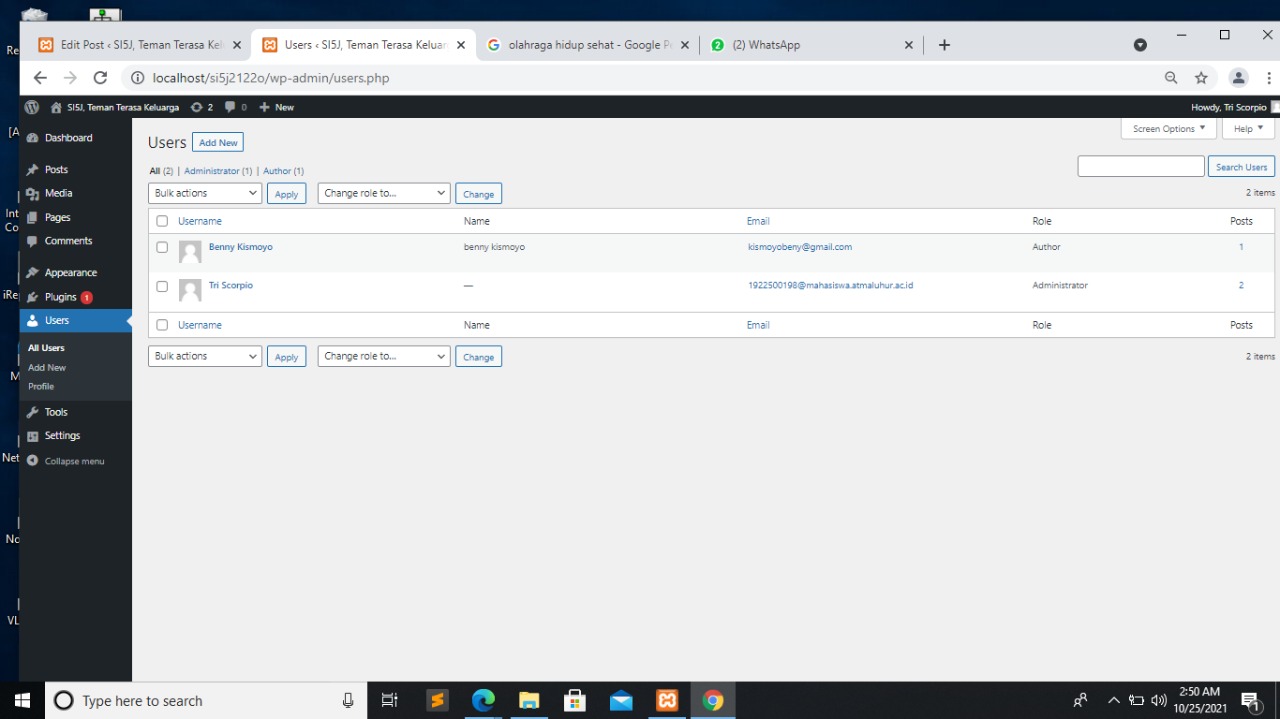 Edit Post ‹ SI5J, Teman Terasa Kel
Users ‹ SI5J, Teman Terasa Keluar
olahraga hidup sehat - Google P
(2) WhatsApp
localhost/si5j2122o/wp-admin/users.php
SI5J, Teman Terasa Keluarga 2 0 New
Howdy, Tri Scorpio
Dashboard
Posts
Media
Pages
Comments
Appearance
Plugins 1
Users
All Users
Add New
Profile
Tools
Settings
Collapse menu
Screen Options Help
Users Add New
All (2) | Administrator (1) | Author (1)
Search Users
Bulk actions Apply Change role to... Change
2 items
Username Name Email Role Posts
Benny Kismoyo benny kismoyo kismoyobeny@gmail.com Author 1
Tri Scorpio — 1922500198@mahasiswa.atmaluhur.ac.id Administrator 2
Username Name Email Role Posts
Bulk actions Apply Change role to... Change
2 items
Re
[A
Int
Co
iRe
M
Net
No
VL
Type here to search
2:50 AM
10/25/2021
1